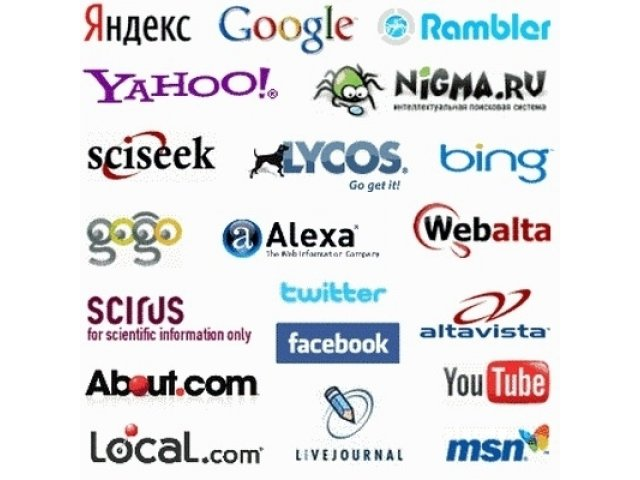 Яндекс
Google
Rambler
YAHOO!®
NiGMA.RU
интеллектуальная поисковая система
sciseek
LYCOS®
Go get it!
bing
gogo
a Alexa®
The Web Information Company
Webalta
SCIRUS
for scientific information only
twitter
facebook
altavista
About.com
YouTube
LOCAL.com
LIVEJOURNAL
msn